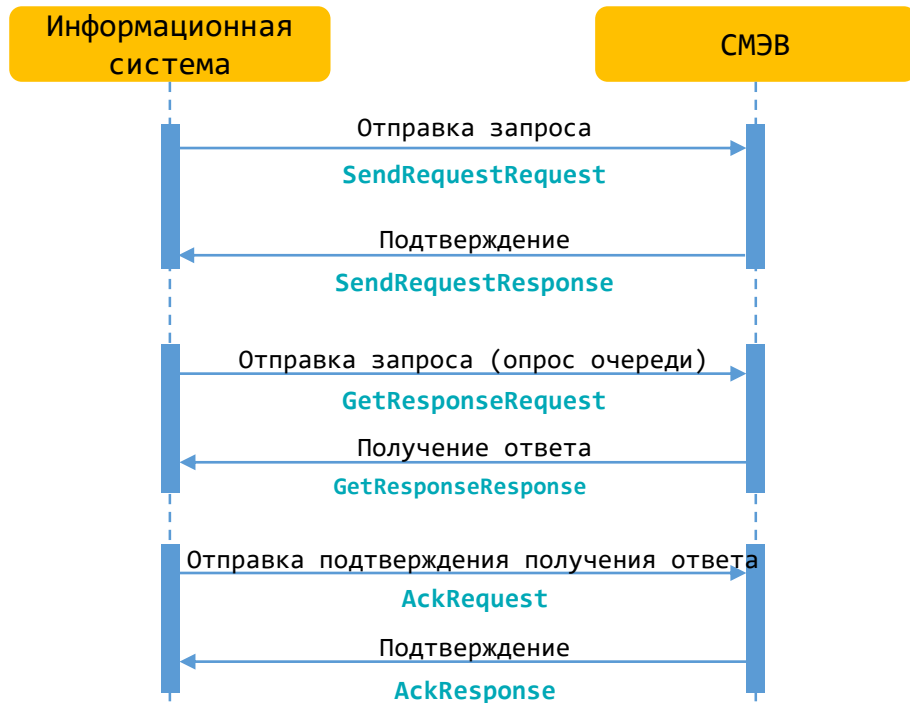 Информационная
система
СМЭВ
Отправка запроса
SendRequestRequest
Подтверждение
SendRequestResponse
Отправка запроса (опрос очереди)
GetResponseRequest
Получение ответа
GetResponseResponse
Отправка подтверждения получения ответа
AckRequest
Подтверждение
AckResponse